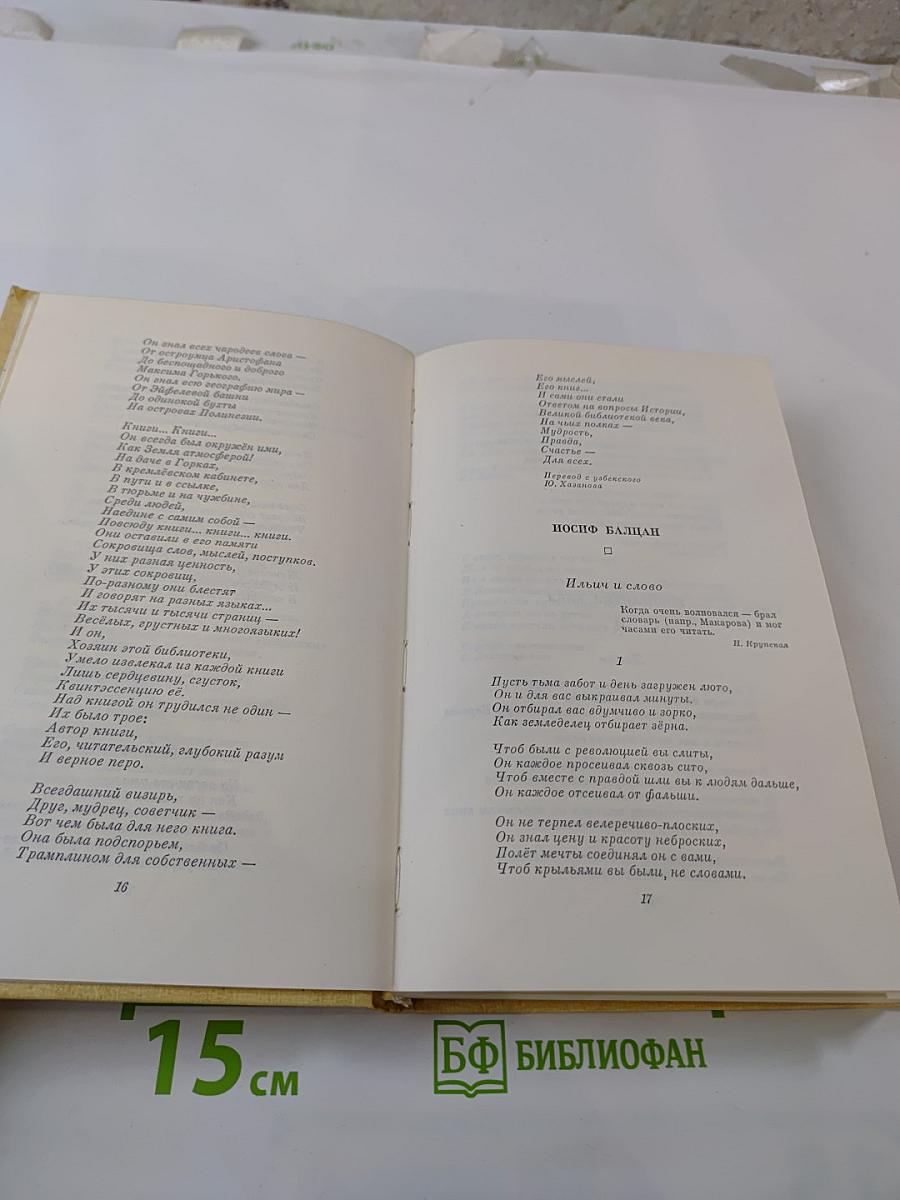 Он знал всех чародеев слова —
От остроумца Аристофана
До беспощадного и доброго
Максима Горького.
Он знал всю географию мира —
От Эйфелевой башни
До одинокой бухты
На островах Полинезии.
Книги... Книги...
Он всегда был окружён ими,
Как Земля атмосферой!
На даче в Горках,
В кремлёвском кабинете,
В пути и в ссылке,
В тюрьме и на чужбине,
Среди людей,
Наедине с самим собой —
Повсюду книги... книги... книги.
Они оставили в его памяти
Сокровища слов, мыслей, поступков.
У них разная ценность,
У этих сокровищ,
По-разному они блестят
И говорят на разных языках...
Их тысячи и тысячи страниц —
Весёлых, грустных и многоязыких!
И он,
Хозяин этой библиотеки,
Умело извлекал из каждой книги
Лишь сердцевину, сгусток,
Квинтэссенцию её.
Над книгой он трудился не один —
Их было трое:
Автор книги,
Его, читательский, глубокий разум
И верное перо.
Всегдашний визирь,
Друг, мудрец, советчик —
Вот чем была для него книга.
Она была подспорьем,
Трамплином для собственных —
16
Его мыслей,
Его книг...
И сами они стали
Ответом на вопросы Истории,
Великой библиотекой века,
На чьих полках —
Мудрость,
Правда,
Счастье —
Для всех.
Перевод с узбекского
Ю. Хазанова
ИОСИФ БАЛЦАН
Ильич и слово
Когда очень волновался — брал
словарь (напр., Макарова) и мог
часами его читать.
Н. Крупская
1
Пусть тьма забот и день загружен люто,
Он и для вас выкраивал минуты.
Он отбирал вас вдумчиво и зорко,
Как земледелец отбирает зёрна.
Чтоб были с революцией вы слиты,
Он каждое просеивал сквозь сито,
Чтоб вместе с правдой шли вы к людям дальше,
Он каждое отсеивал от фальши.
Он не терпел велеречиво-плоских,
Он знал цену и красоту неброских,
Полёт мечты соединял он с вами,
Чтоб крыльями вы были, не словами.
17
15 см
БФ БИБЛИОФАН